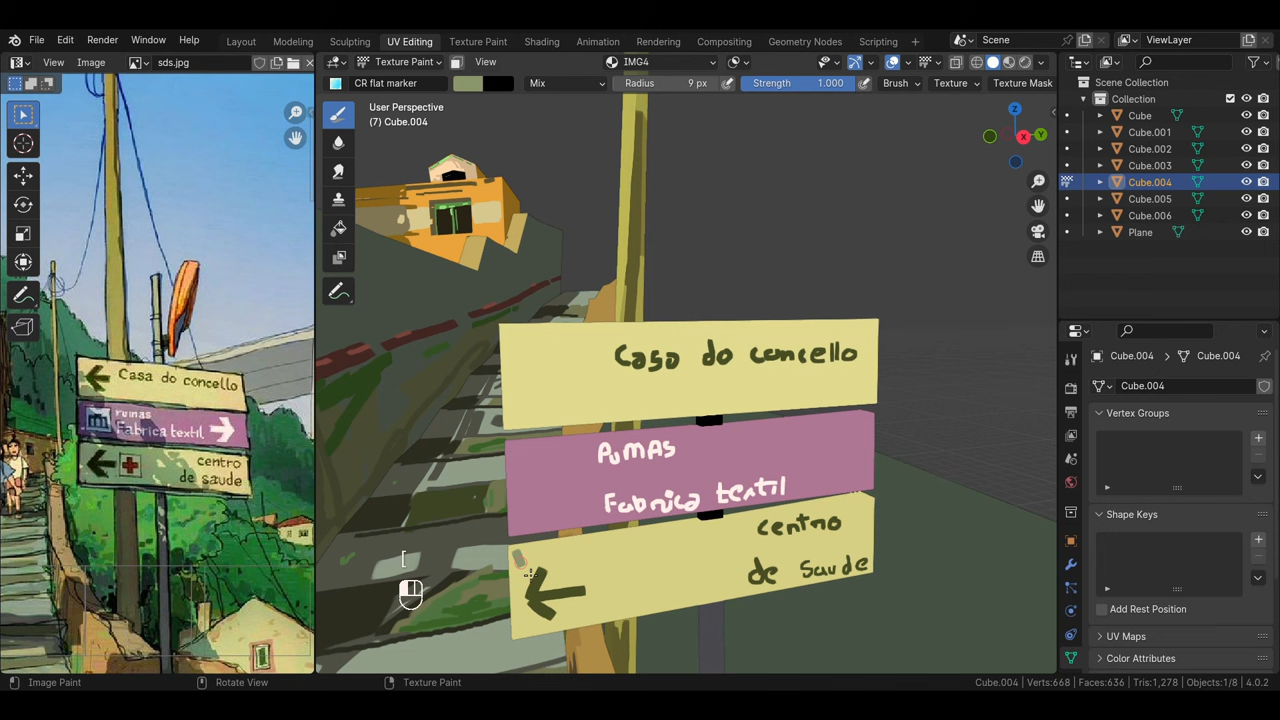 File Edit Render Window Help Layout Modeling Sculpting UV Editing Texture Paint Shading Animation Rendering Compositing Geometry Nodes Scripting + Scene ViewLayer
View Image sds.jpg Texture Paint View IMG4
CR flat marker Mix Radius 9 px Strength 1.000 Brush Texture Texture Mask
User Perspective
(7) Cube.004
Z
X Y
Scene Collection
Collection
Cube
Cube.001
Cube.002
Cube.003
Cube.004
Cube.005
Cube.006
Plane
Cube.004 Cube.004
Cube.004
Vertex Groups
Shape Keys
Add Rest Position
UV Maps
Color Attributes
Casa do concello
rumas
Fabrica textil
centro
de saude
Casa do concello
RuMAS
Fabrica textil
centro
de Saude
[
Image Paint Rotate View Texture Paint Cube.004 | Verts:668 | Faces:636 | Tris:1,278 | Objects:1/8 | 4.0.2